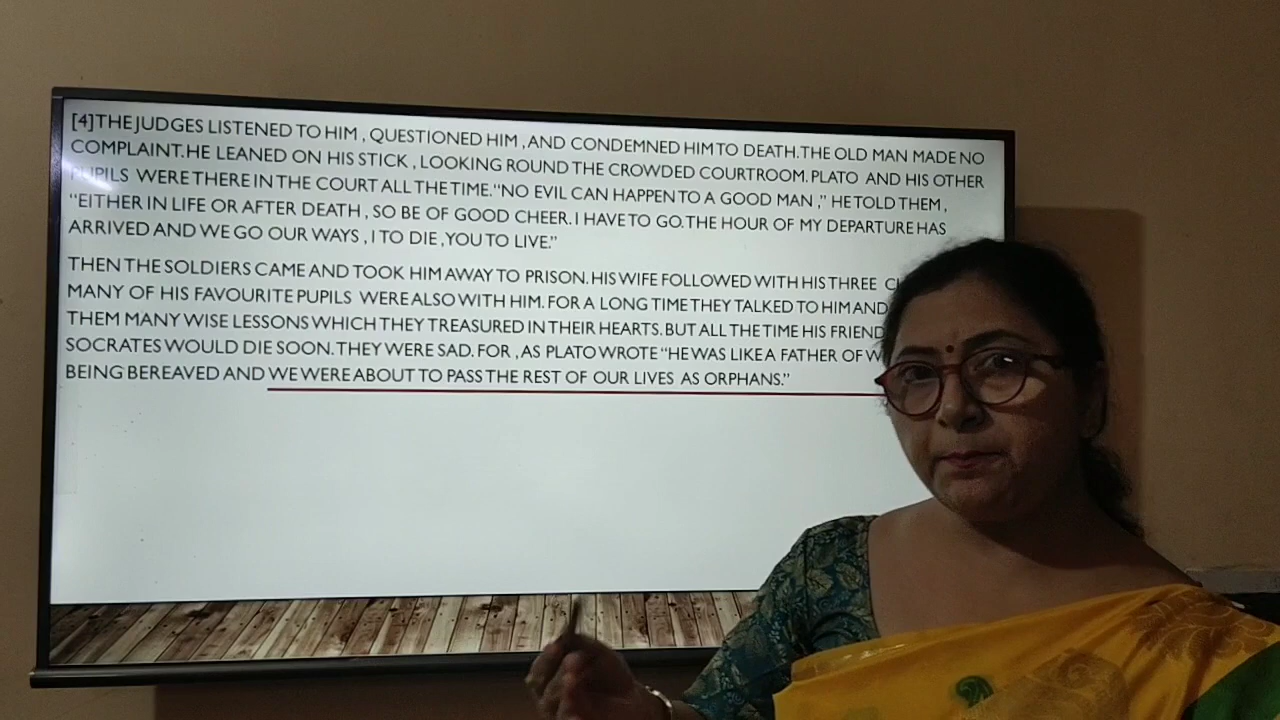 [4]THE JUDGES LISTENED TO HIM , QUESTIONED HIM , AND CONDEMNED HIM TO DEATH.THE OLD MAN MADE NO
COMPLAINT.HE LEANED ON HIS STICK , LOOKING ROUND THE CROWDED COURTROOM. PLATO AND HIS OTHER
PUPILS WERE THERE IN THE COURT ALL THE TIME."NO EVIL CAN HAPPEN TO A GOOD MAN ," HE TOLD THEM ,
"EITHER IN LIFE OR AFTER DEATH , SO BE OF GOOD CHEER. I HAVE TO GO.THE HOUR OF MY DEPARTURE HAS
ARRIVED AND WE GO OUR WAYS , I TO DIE ,YOU TO LIVE."
THEN THE SOLDIERS CAME AND TOOK HIM AWAY TO PRISON. HIS WIFE FOLLOWED WITH HIS THREE
MANY OF HIS FAVOURITE PUPILS WERE ALSO WITH HIM. FOR A LONG TIME THEY TALKED TO HIM AND
THEM MANY WISE LESSONS WHICH THEY TREASURED IN THEIR HEARTS. BUT ALL THE TIME HIS FRIEND
SOCRATES WOULD DIE SOON. THEY WERE SAD. FOR , AS PLATO WROTE "HE WAS LIKE A FATHER OF
BEING BEREAVED AND WE WERE ABOUT TO PASS THE REST OF OUR LIVES AS ORPHANS."